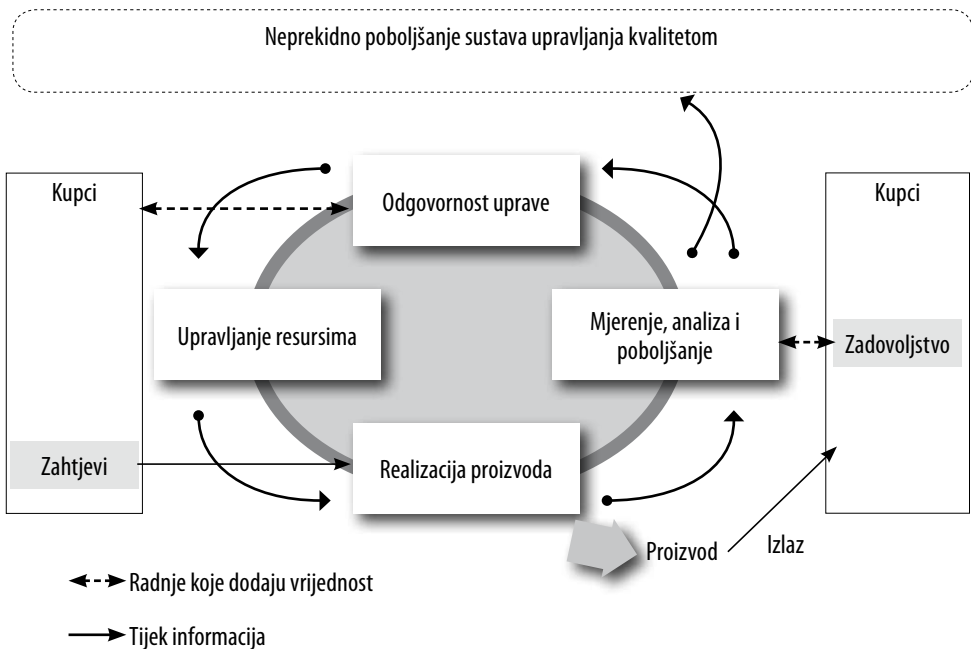 Neprekidno poboljšanje sustava upravljanja kvalitetom
Kupci
Odgovornost uprave
Kupci
Upravljanje resursima
Mjerenje, analiza i
poboljšanje
Zadovoljstvo
Zahtjevi
Realizacija proizvoda
Proizvod
Izlaz
Radnje koje dodaju vrijednost
Tijek informacija